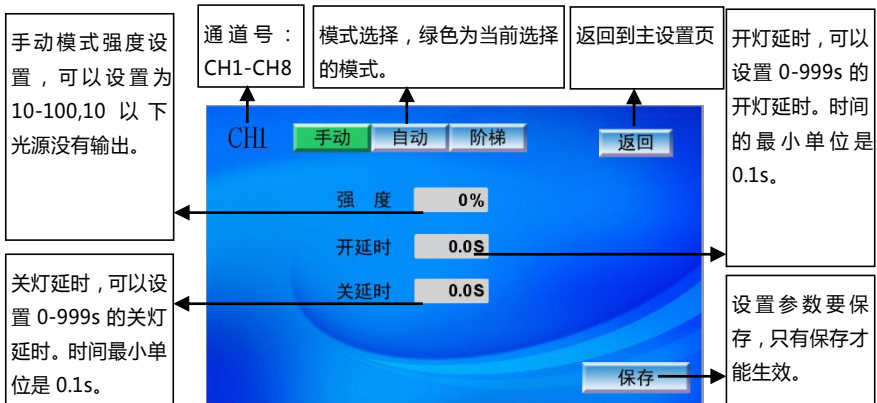 手动模式强度设
置，可以设置为
10-100,10 以下
光源没有输出。
通道号：
CH1-CH8
模式选择，绿色为当前选择
的模式。
返回到主设置页
开灯延时，可以
设置 0-999s 的
开灯延时。时间
的最小单位是
0.1s。
CH1 手动 自动 阶梯 返回
强 度 0%
开延时 0.0S
关延时 0.0S
保存
关灯延时，可以设
置 0-999s 的关灯
延时。时间最小单
位是 0.1s。
设置参数要保
存，只有保存才
能生效。